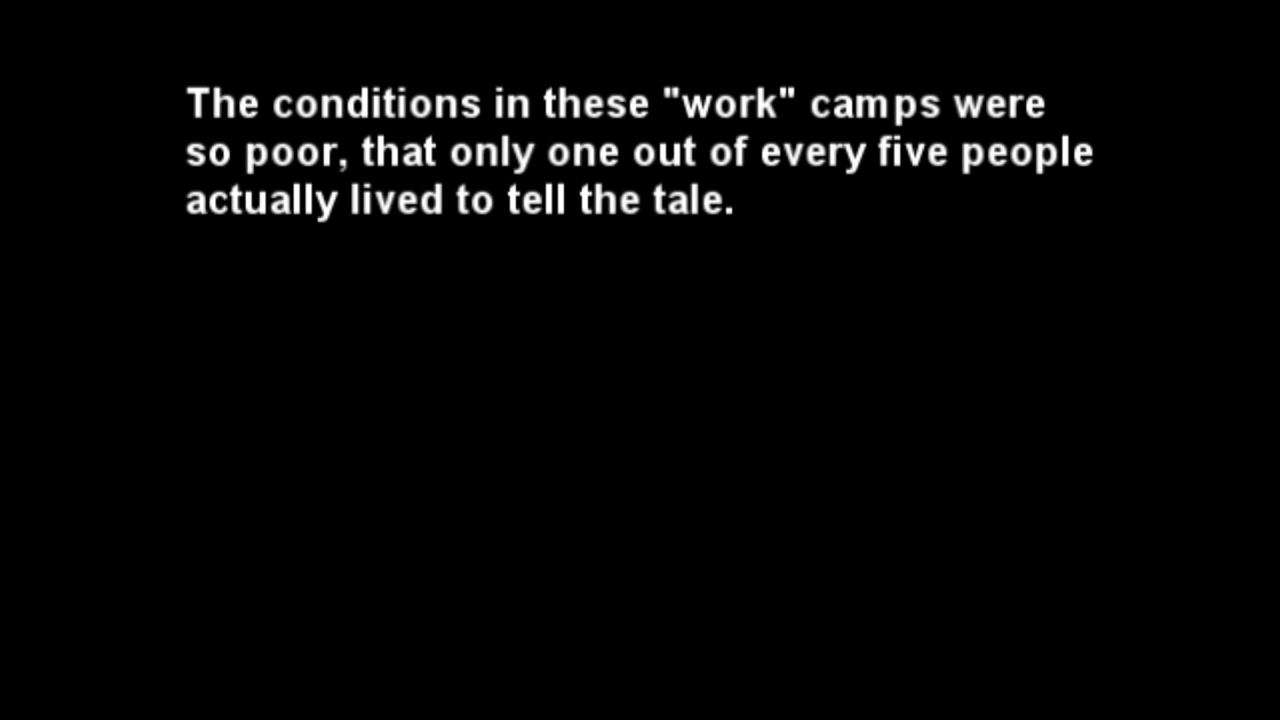 The conditions in these "work" camps were
so poor, that only one out of every five people
actually lived to tell the tale.